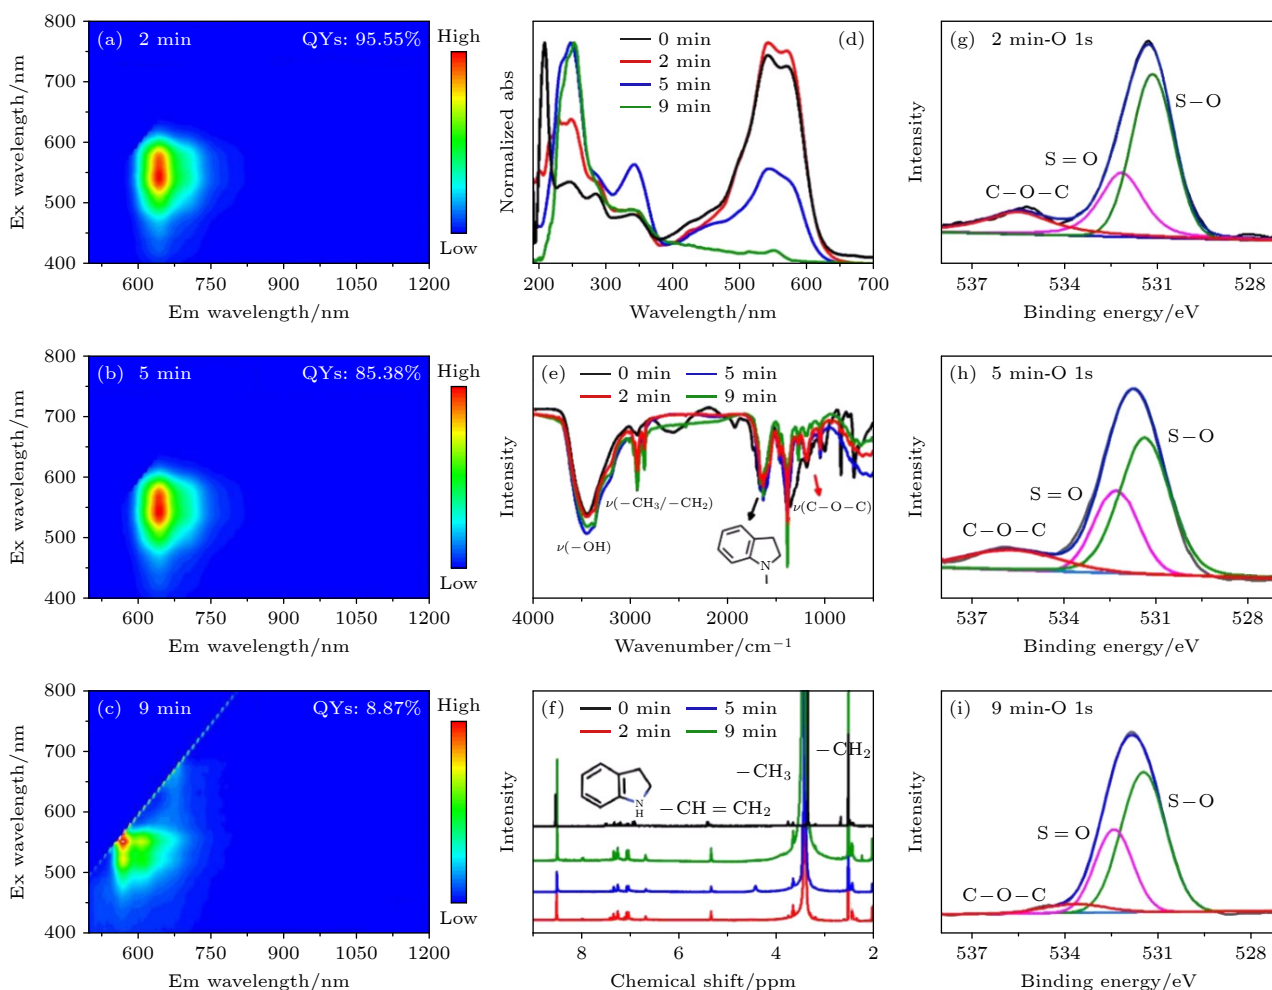 (a) 2 min QYs: 95.55%
High
Low
800
700
600
500
400
Ex wavelength/nm
600 750 900 1050 1200
Em wavelength/nm
(d)
0 min
2 min
5 min
9 min
Normalized abs
200 300 400 500 600 700
Wavelength/nm
(g) 2 min-O 1s
S−O
S=O
C−O−C
Intensity
537 534 531 528
Binding energy/eV
(b) 5 min QYs: 85.38%
High
Low
800
700
600
500
400
Ex wavelength/nm
600 750 900 1050 1200
Em wavelength/nm
(e) 0 min 5 min
2 min 9 min
ν(−CH3/−CH2)
ν(C−O−C)
ν(−OH)
N
Intensity
4000 3000 2000 1000
Wavenumber/cm−1
(h) 5 min-O 1s
S−O
S=O
C−O−C
Intensity
537 534 531 528
Binding energy/eV
(c) 9 min QYs: 8.87%
High
Low
800
700
600
500
400
Ex wavelength/nm
600 750 900 1050 1200
Em wavelength/nm
(f) 0 min 5 min
2 min 9 min
−CH2
−CH3
N
H
−CH=CH2
Intensity
8 6 4 2
Chemical shift/ppm
(i) 9 min-O 1s
S−O
S=O
C−O−C
Intensity
537 534 531 528
Binding energy/eV